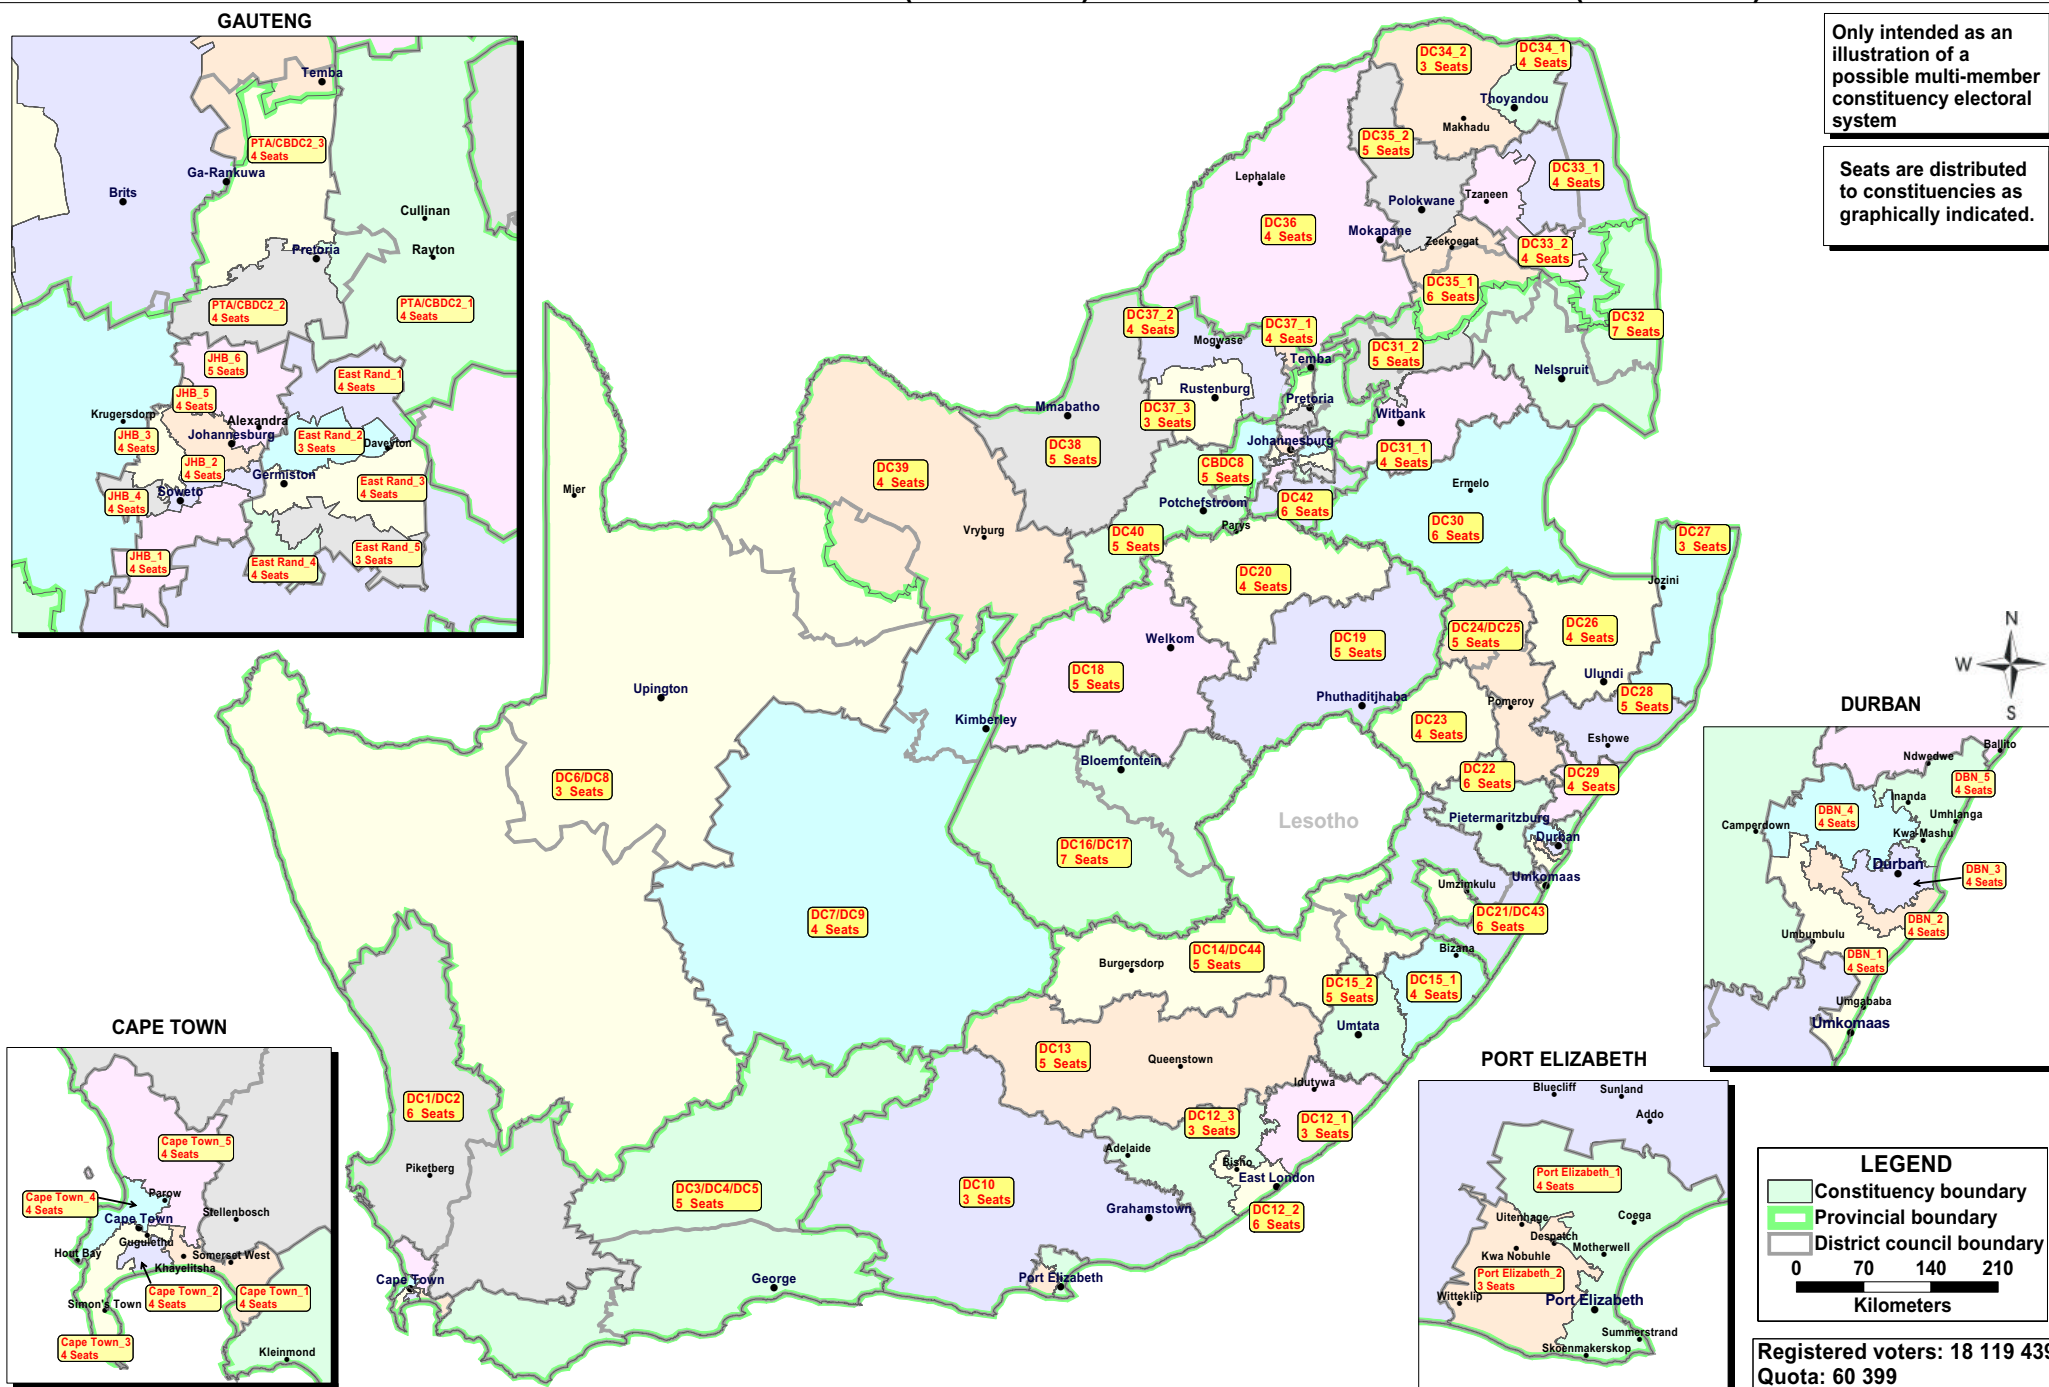 GAUTENG
Temba
PTA/CBDC2_3
4 Seats
Ga-Rankuwa
Brits
Cullinan
Pretoria
Rayton
PTA/CBDC2_2
4 Seats
PTA/CBDC2_1
4 Seats
JHB_6
5 Seats
East Rand_1
4 Seats
JHB_5
4 Seats
Krugersdorp
Alexandra
JHB_3
4 Seats
Johannesburg
East Rand_2
3 Seats
Daveyton
JHB_2
4 Seats
Germiston
East Rand_3
4 Seats
JHB_4
4 Seats
Soweto
JHB_1
4 Seats
East Rand_4
4 Seats
East Rand_5
3 Seats
Only intended as an
illustration of a
possible multi-member
constituency electoral
system
Seats are distributed
to constituencies as
graphically indicated.
DC34_2
3 Seats
DC34_1
4 Seats
Thoyandou
Makhadu
DC35_2
5 Seats
DC33_1
4 Seats
Lephalale
Tzaneen
Polokwane
DC36
4 Seats
Mokapane
Zeekoegat
DC33_2
4 Seats
DC35_1
6 Seats
DC32
7 Seats
DC37_2
4 Seats
Mogwase
DC37_1
4 Seats
Temba
DC31_2
5 Seats
Nelspruit
Rustenburg
Pretoria
Mmabatho
DC37_3
3 Seats
Witbank
DC38
5 Seats
Johannesburg
DC31_1
4 Seats
CBDC8
5 Seats
DC39
4 Seats
Mier
Ermelo
Potchefstroom
DC42
6 Seats
Parys
DC30
6 Seats
Vryburg
DC40
5 Seats
DC27
3 Seats
DC20
4 Seats
Jozini
Welkom
DC19
5 Seats
DC24/DC25
5 Seats
DC26
4 Seats
DC18
5 Seats
Upington
Ulundi
Phuthaditjhaba
Pomeroy
DC28
5 Seats
Kimberley
DC23
4 Seats
Eshowe
Bloemfontein
DC6/DC8
3 Seats
DC22
6 Seats
DC29
4 Seats
Lesotho
Pietermaritzburg
Durban
DC16/DC17
7 Seats
Umzimkulu
Umkomaas
DC7/DC9
4 Seats
DC21/DC43
6 Seats
Bizana
DC14/DC44
5 Seats
Burgersdorp
DC15_2
5 Seats
DC15_1
4 Seats
Umtata
DC13
5 Seats
Queenstown
Idutywa
DC1/DC2
6 Seats
DC12_3
3 Seats
DC12_1
3 Seats
Adelaide
Bisho
Piketberg
East London
DC3/DC4/DC5
5 Seats
DC10
3 Seats
Grahamstown
DC12_2
6 Seats
Cape Town
George
Port Elizabeth
N
W
S
DURBAN
Ballito
Ndwedwe
DBN_5
4 Seats
Inanda
DBN_4
4 Seats
Umhlanga
Camperdown
Kwa-Mashu
Durban
DBN_3
4 Seats
DBN_2
4 Seats
Umbumbulu
DBN_1
4 Seats
Umgababa
Umkomaas
CAPE TOWN
Cape Town_5
4 Seats
Cape Town_4
4 Seats
Parow
Stellenbosch
Cape Town
Gugulethu
Hout Bay
Somerset West
Khayelitsha
Simon's Town
Cape Town_2
4 Seats
Cape Town_1
4 Seats
Cape Town_3
4 Seats
Kleinmond
PORT ELIZABETH
Bluecliff
Sunland
Addo
Port Elizabeth_1
4 Seats
Uitenhage
Coega
Despatch
Motherwell
Kwa Nobuhle
Port Elizabeth_2
3 Seats
Witteklip
Port Elizabeth
Summerstrand
Skoenmakerskop
LEGEND
Constituency boundary
Provincial boundary
District council boundary
0 70 140 210
Kilometers
Registered voters: 18 119 439
Quota: 60 399